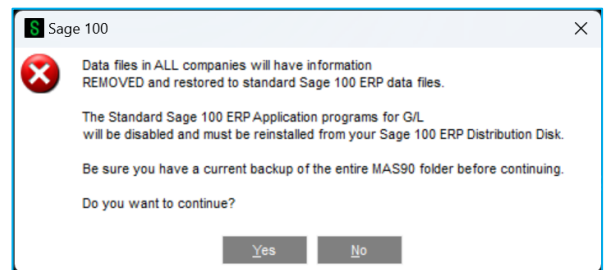 S Sage 100
Data files in ALL companies will have information
REMOVED and restored to standard Sage 100 ERP data files.
The Standard Sage 100 ERP Application programs for G/L
will be disabled and must be reinstalled from your Sage 100 ERP Distribution Disk.
Be sure you have a current backup of the entire MAS90 folder before continuing.
Do you want to continue?
Yes No